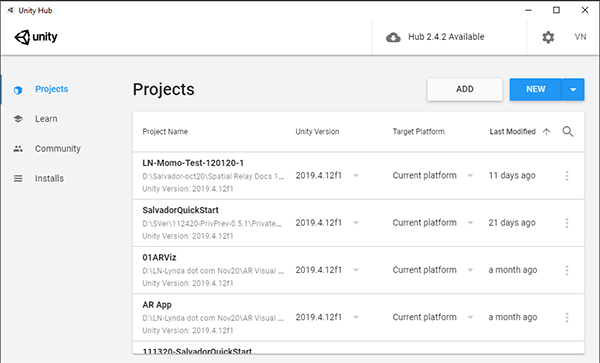 Unity Hub
unity
Hub 2.4.2 Available
VN
Projects
Learn
Community
Installs
Projects
ADD
NEW
Project Name Unity Version Target Platform Last Modified
LN-Momo-Test-120120-1
D:\Salvador-oct20\Spatial Relay Docs 1...
Unity Version: 2019.4.12f1
2019.4.12f1 Current platform 11 days ago
SalvadorQuickStart
D:\SVer\112420-PrivPrev-0.5.1\Private...
Unity Version: 2019.4.12f1
2019.4.12f1 Current platform 21 days ago
01ARViz
D:\LN-Lynda dot com Nov20\AR Visual ...
Unity Version: 2019.4.12f1
2019.4.12f1 Current platform a month ago
AR App
D:\LN-Lynda dot com Nov20\AR Visual ...
Unity Version: 2019.4.12f1
2019.4.12f1 Current platform a month ago
111320-SalvadorQuickStart